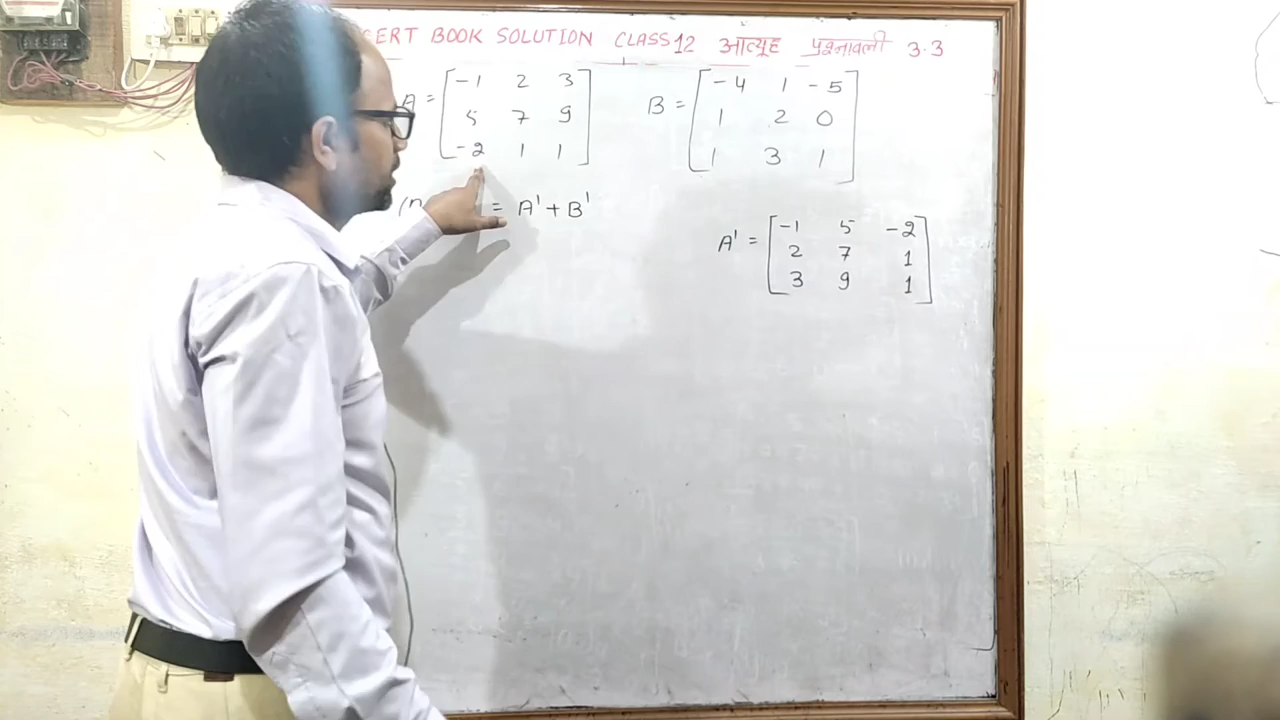 CLASS 12 आव्यूह प्रश्नावली 3.3
BOOK SOLUTION
A = [ -1 2 3
5 7 9
-2 1 1 ]
B = [ -4 1 -5
1 2 0
1 3 1 ]
= A' + B'
A' = [ -1 5 -2
2 7 1
3 9 1 ]